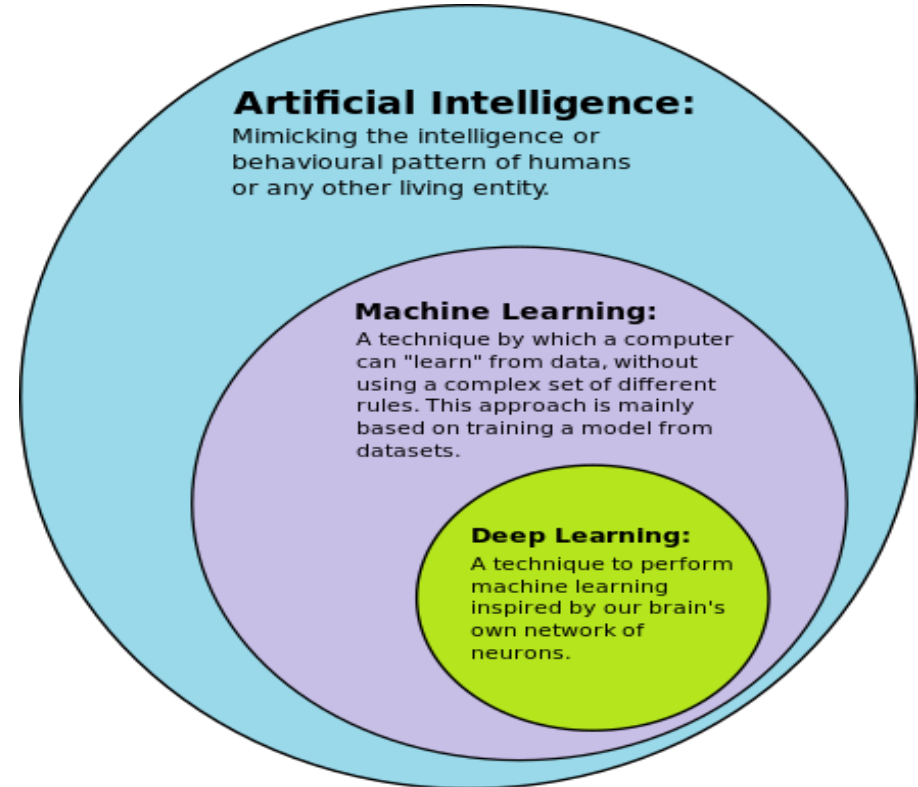 Artificial Intelligence:
Mimicking the intelligence or
behavioural pattern of humans
or any other living entity.
Machine Learning:
A technique by which a computer
can "learn" from data, without
using a complex set of different
rules. This approach is mainly
based on training a model from
datasets.
Deep Learning:
A technique to perform
machine learning
inspired by our brain's
own network of
neurons.